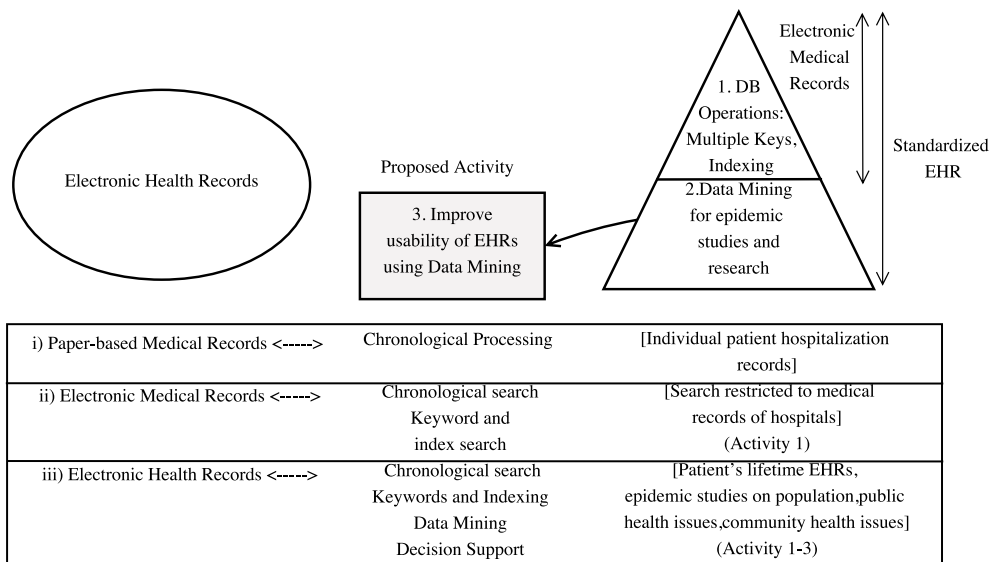 Electronic Health Records
Proposed Activity
3. Improve
usability of EHRs
using Data Mining
1. DB
Operations:
Multiple Keys,
Indexing
2.Data Mining
for epidemic
studies and
research
Electronic
Medical
Records
Standardized
EHR
i) Paper-based Medical Records <----->
Chronological Processing
[Individual patient hospitalization
records]
ii) Electronic Medical Records <----->
Chronological search
Keyword and
index search
[Search restricted to medical
records of hospitals]
(Activity 1)
iii) Electronic Health Records <----->
Chronological search
Keywords and Indexing
Data Mining
Decision Support
[Patient's lifetime EHRs,
epidemic studies on population,public
health issues,community health issues]
(Activity 1-3)